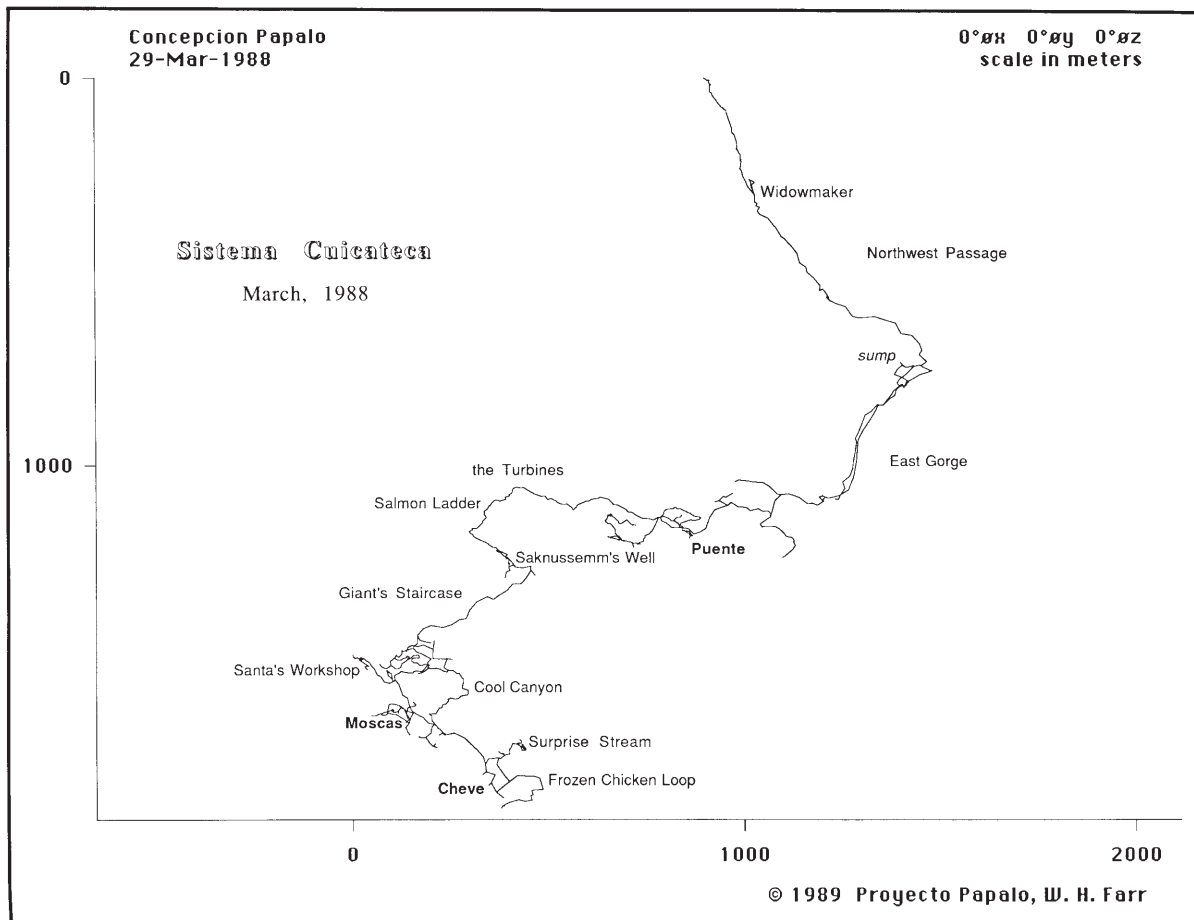 Concepcion Papalo
29-Mar-1988
0°øx 0°øy 0°øz
scale in meters
0
Widowmaker
Sistema Cuicateca
March, 1988
Northwest Passage
sump
1000
the Turbines
East Gorge
Salmon Ladder
Puente
Saknussemm's Well
Giant's Staircase
Santa's Workshop
Cool Canyon
Moscas
Surprise Stream
Cheve
Frozen Chicken Loop
0
1000
2000
© 1989 Proyecto Papalo, W. H. Farr